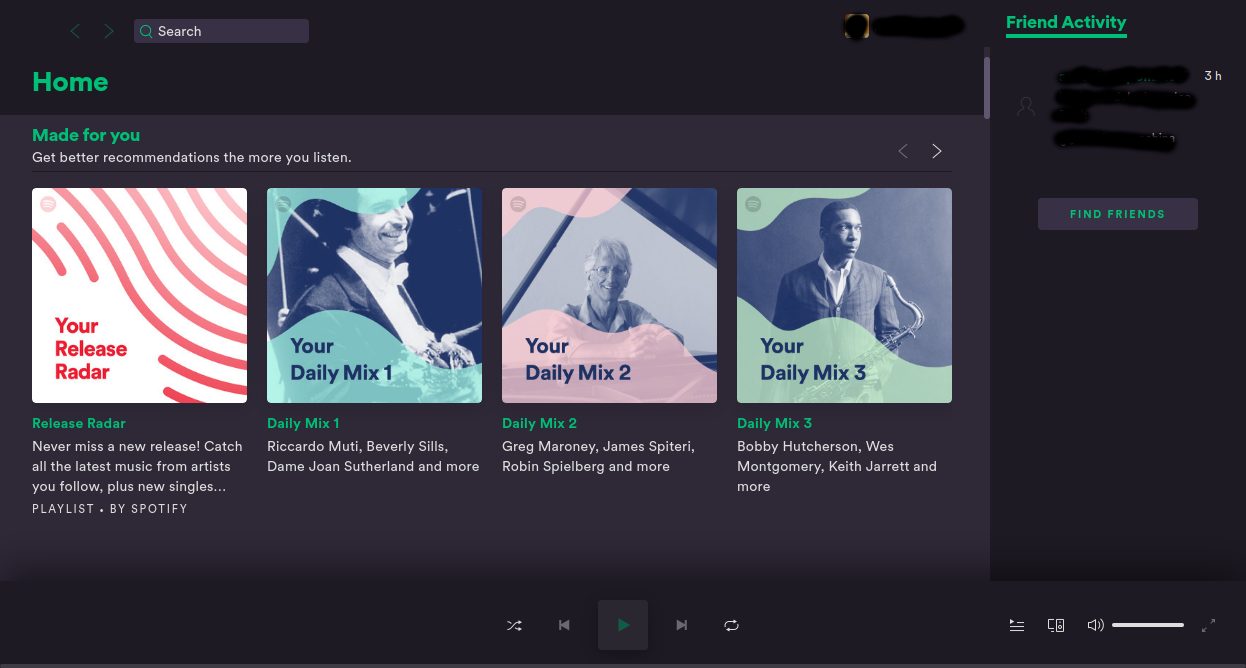 Search
Friend Activity
Home
3 h
Made for you
Get better recommendations the more you listen.
FIND FRIENDS
Your
Release
Radar
Your
Daily Mix 1
Your
Daily Mix 2
Your
Daily Mix 3
Release Radar
Never miss a new release! Catch
all the latest music from artists
you follow, plus new singles...
PLAYLIST • BY SPOTIFY
Daily Mix 1
Riccardo Muti, Beverly Sills,
Dame Joan Sutherland and more
Daily Mix 2
Greg Maroney, James Spiteri,
Robin Spielberg and more
Daily Mix 3
Bobby Hutcherson, Wes
Montgomery, Keith Jarrett and
more